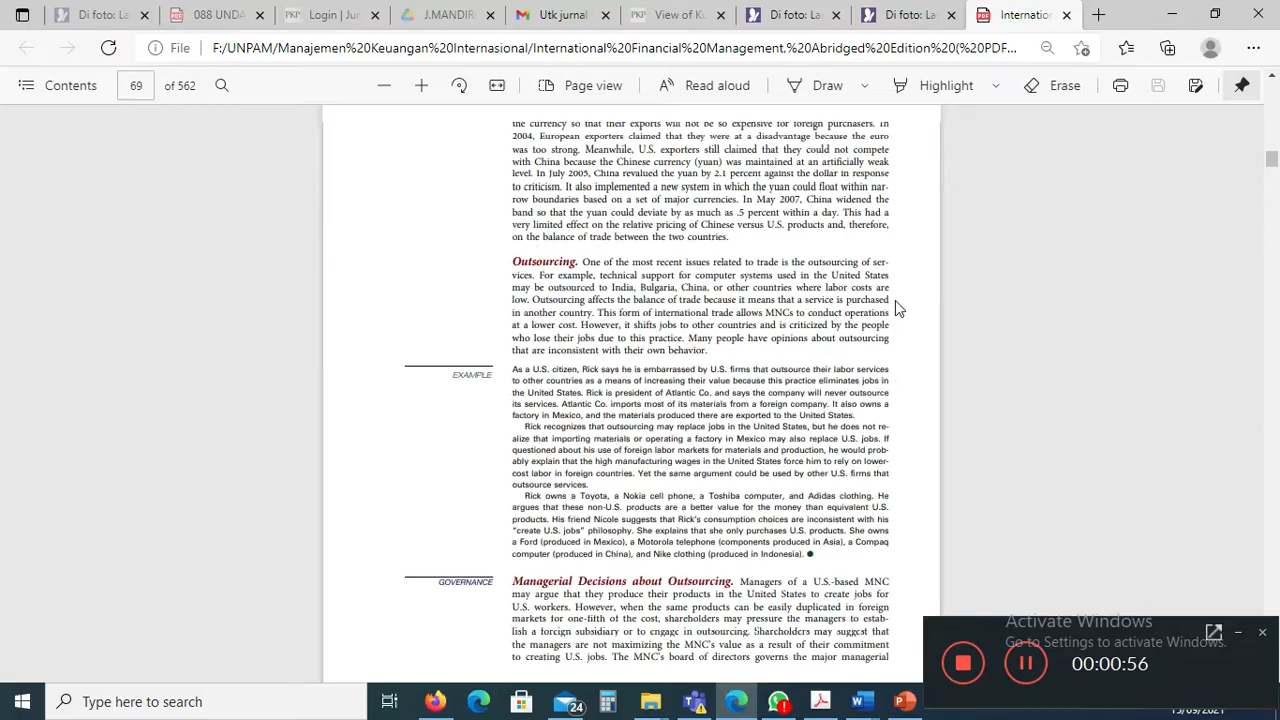 088 UNDA
Login | Jur
J.MANDIR
Utk jurnal
View of Ku
Di foto: La
Di foto: La
Internation
File
F:/UNPAM/Manajemen%20Keuangan%20Internasional/International%20Financial%20Management,%20Abridged%20Edition%20(%20PDF...
Contents
69
of 562
Page view
Read aloud
Draw
Highlight
Erase
the currency so that their exports will not be so expensive for foreign purchasers. In
2004, European exporters claimed that they were at a disadvantage because the euro
was too strong. Meanwhile, U.S. exporters still claimed that they could not compete
with China because the Chinese currency (yuan) was maintained at an artificially weak
level. In July 2005, China revalued the yuan by 2.1 percent against the dollar in response
to criticism. It also implemented a new system in which the yuan could float within nar-
row boundaries based on a set of major currencies. In May 2007, China widened the
band so that the yuan could deviate by as much as .5 percent within a day. This had a
very limited effect on the relative pricing of Chinese versus U.S. products and, therefore,
on the balance of trade between the two countries.
Outsourcing. One of the most recent issues related to trade is the outsourcing of ser-
vices. For example, technical support for computer systems used in the United States
may be outsourced to India, Bulgaria, China, or other countries where labor costs are
low. Outsourcing affects the balance of trade because it means that a service is purchased
in another country. This form of international trade allows MNCs to conduct operations
at a lower cost. However, it shifts jobs to other countries and is criticized by the people
who lose their jobs due to this practice. Many people have opinions about outsourcing
that are inconsistent with their own behavior.
EXAMPLE
As a U.S. citizen, Rick says he is embarrassed by U.S. firms that outsource their labor services
to other countries as a means of increasing their value because this practice eliminates jobs in
the United States. Rick is president of Atlantic Co. and says the company will never outsource
its services. Atlantic Co. imports most of its materials from a foreign company. It also owns a
factory in Mexico, and the materials produced there are exported to the United States.
Rick recognizes that outsourcing may replace jobs in the United States, but he does not re-
alize that importing materials or operating a factory in Mexico may also replace U.S. jobs. If
questioned about his use of foreign labor markets for materials and production, he would prob-
ably explain that the high manufacturing wages in the United States force him to rely on lower-
cost labor in foreign countries. Yet the same argument could be used by other U.S. firms that
outsource services.
Rick owns a Toyota, a Nokia cell phone, a Toshiba computer, and Adidas clothing. He
argues that these non-U.S. products are a better value for the money than equivalent U.S.
products. His friend Nicole suggests that Rick's consumption choices are inconsistent with his
"create U.S. jobs" philosophy. She explains that she only purchases U.S. products. She owns
a Ford (produced in Mexico), a Motorola telephone (components produced in Asia), a Compaq
computer (produced in China), and Nike clothing (produced in Indonesia).
GOVERNANCE
Managerial Decisions about Outsourcing. Managers of a U.S.-based MNC
may argue that they produce their products in the United States to create jobs for
U.S. workers. However, when the same products can be easily duplicated in foreign
markets for one-fifth of the cost, shareholders may pressure the managers to estab-
lish a foreign subsidiary or to engage in outsourcing. Shareholders may suggest that
the managers are not maximizing the MNC's value as a result of their commitment
to creating U.S. jobs. The MNC's board of directors governs the major managerial
Activate Windows
Go to Settings to activate Windows.
00:00:56
Type here to search
24
15/09/2021